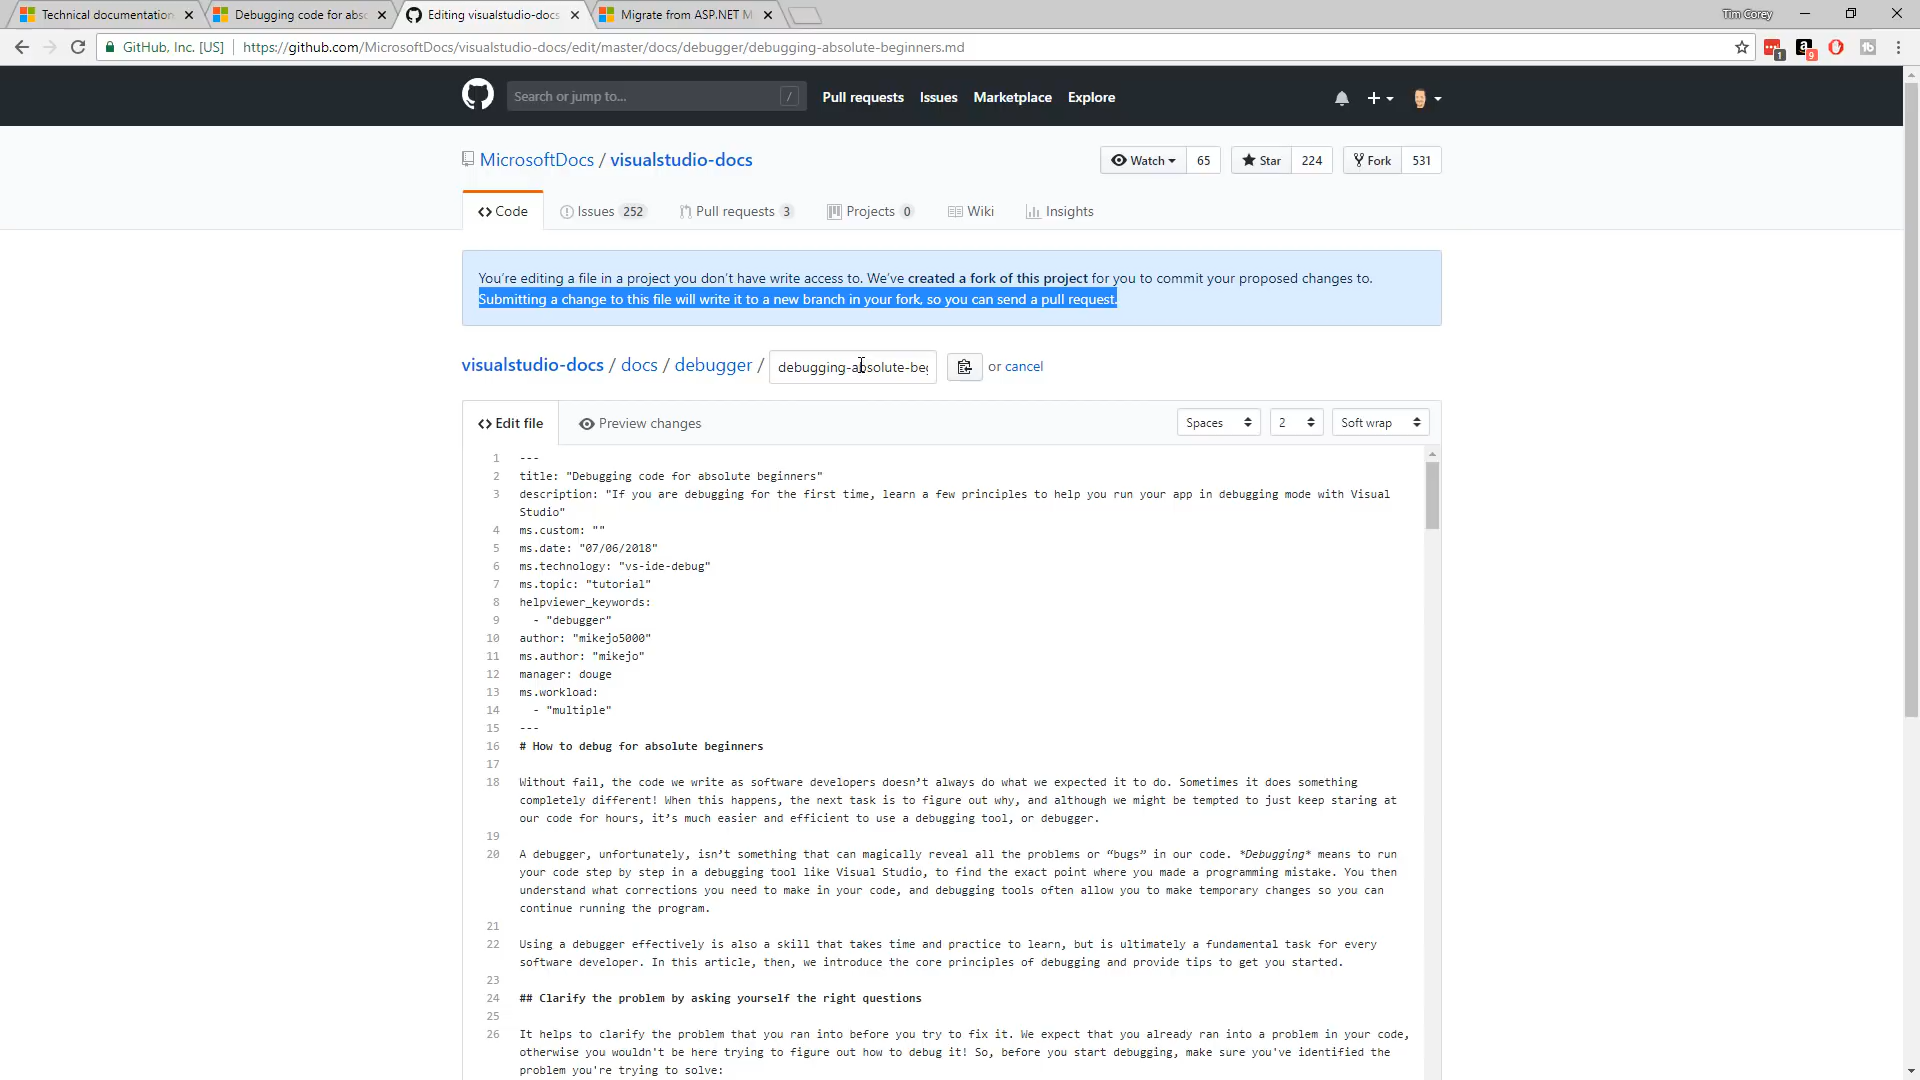 Technical documentation
Debugging code for abs
Editing visualstudio-docs
Migrate from ASP.NET M
Tim Corey
GitHub, Inc. [US]
https://github.com/MicrosoftDocs/visualstudio-docs/edit/master/docs/debugger/debugging-absolute-beginners.md
1
9
Search or jump to...
/
Pull requests
Issues
Marketplace
Explore
MicrosoftDocs / visualstudio-docs
Watch 65
Star 224
Fork 531
Code
Issues 252
Pull requests 3
Projects 0
Wiki
Insights
You’re editing a file in a project you don’t have write access to. We’ve created a fork of this project for you to commit your proposed changes to.
Submitting a change to this file will write it to a new branch in your fork, so you can send a pull request.
visualstudio-docs / docs / debugger / debugging-absolute-be or cancel
Edit file
Preview changes
Spaces
2
Soft wrap
1 ---
2 title: "Debugging code for absolute beginners"
3 description: "If you are debugging for the first time, learn a few principles to help you run your app in debugging mode with Visual
Studio"
4 ms.custom: ""
5 ms.date: "07/06/2018"
6 ms.technology: "vs-ide-debug"
7 ms.topic: "tutorial"
8 helpviewer_keywords:
9 - "debugger"
10 author: "mikejo5000"
11 ms.author: "mikejo"
12 manager: douge
13 ms.workload:
14 - "multiple"
15 ---
16 # How to debug for absolute beginners
17
18 Without fail, the code we write as software developers doesn’t always do what we expected it to do. Sometimes it does something
completely different! When this happens, the next task is to figure out why, and although we might be tempted to just keep staring at
our code for hours, it’s much easier and efficient to use a debugging tool, or debugger.
19
20 A debugger, unfortunately, isn’t something that can magically reveal all the problems or “bugs” in our code. *Debugging* means to run
your code step by step in a debugging tool like Visual Studio, to find the exact point where you made a programming mistake. You then
understand what corrections you need to make in your code, and debugging tools often allow you to make temporary changes so you can
continue running the program.
21
22 Using a debugger effectively is also a skill that takes time and practice to learn, but is ultimately a fundamental task for every
software developer. In this article, then, we introduce the core principles of debugging and provide tips to get you started.
23
24 ## Clarify the problem by asking yourself the right questions
25
26 It helps to clarify the problem that you ran into before you try to fix it. We expect that you already ran into a problem in your code,
otherwise you wouldn't be here trying to figure out how to debug it! So, before you start debugging, make sure you've identified the
problem you're trying to solve: